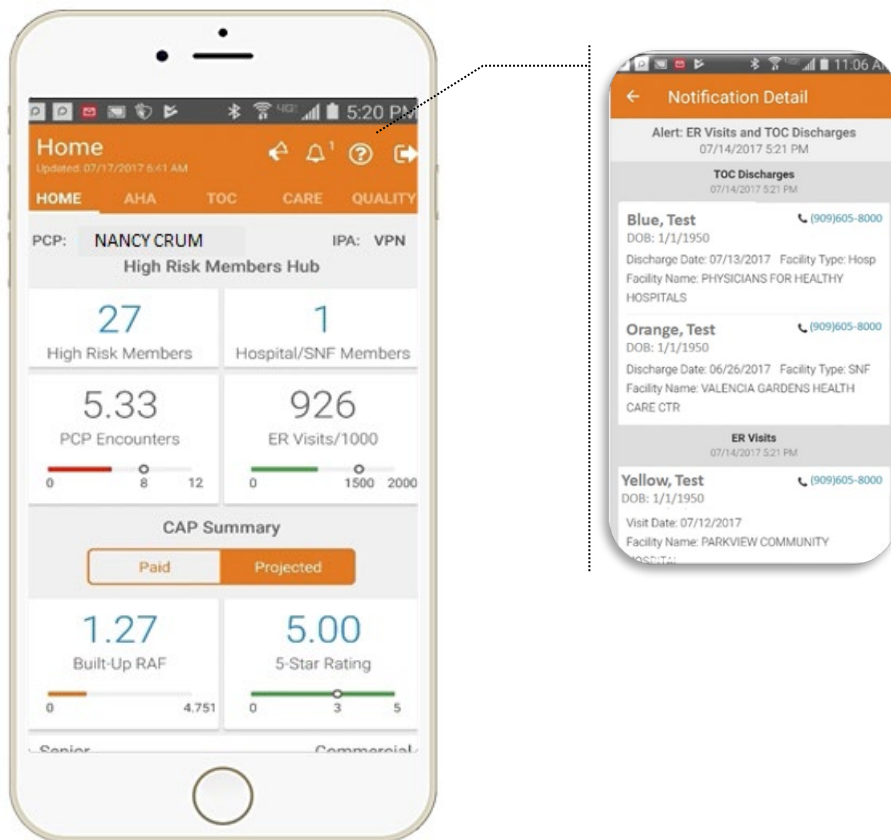 5:20 PM
Home
Updated: 07/17/2017 6:41 AM
1
HOME AHA TOC CARE QUALITY
PCP: NANCY CRUM IPA: VPN
High Risk Members Hub
27 1
High Risk Members Hospital/SNF Members
5.33 926
PCP Encounters ER Visits/1000
0 8 12 0 1500 2000
CAP Summary
Paid Projected
1.27 5.00
Built-Up RAF 5-Star Rating
0 4.751 0 3 5
Senior Commercial
11:06 AM
Notification Detail
Alert: ER Visits and TOC Discharges
07/14/2017 5:21 PM
TOC Discharges
07/14/2017 5:21 PM
Blue, Test (909)605-8000
DOB: 1/1/1950
Discharge Date: 07/13/2017 Facility Type: Hosp
Facility Name: PHYSICIANS FOR HEALTHY
HOSPITALS
Orange, Test (909)605-8000
DOB: 1/1/1950
Discharge Date: 06/26/2017 Facility Type: SNF
Facility Name: VALENCIA GARDENS HEALTH
CARE CTR
ER Visits
07/14/2017 5:21 PM
Yellow, Test (909)605-8000
DOB: 1/1/1950
Visit Date: 07/12/2017
Facility Name: PARKVIEW COMMUNITY
HOSPITAL